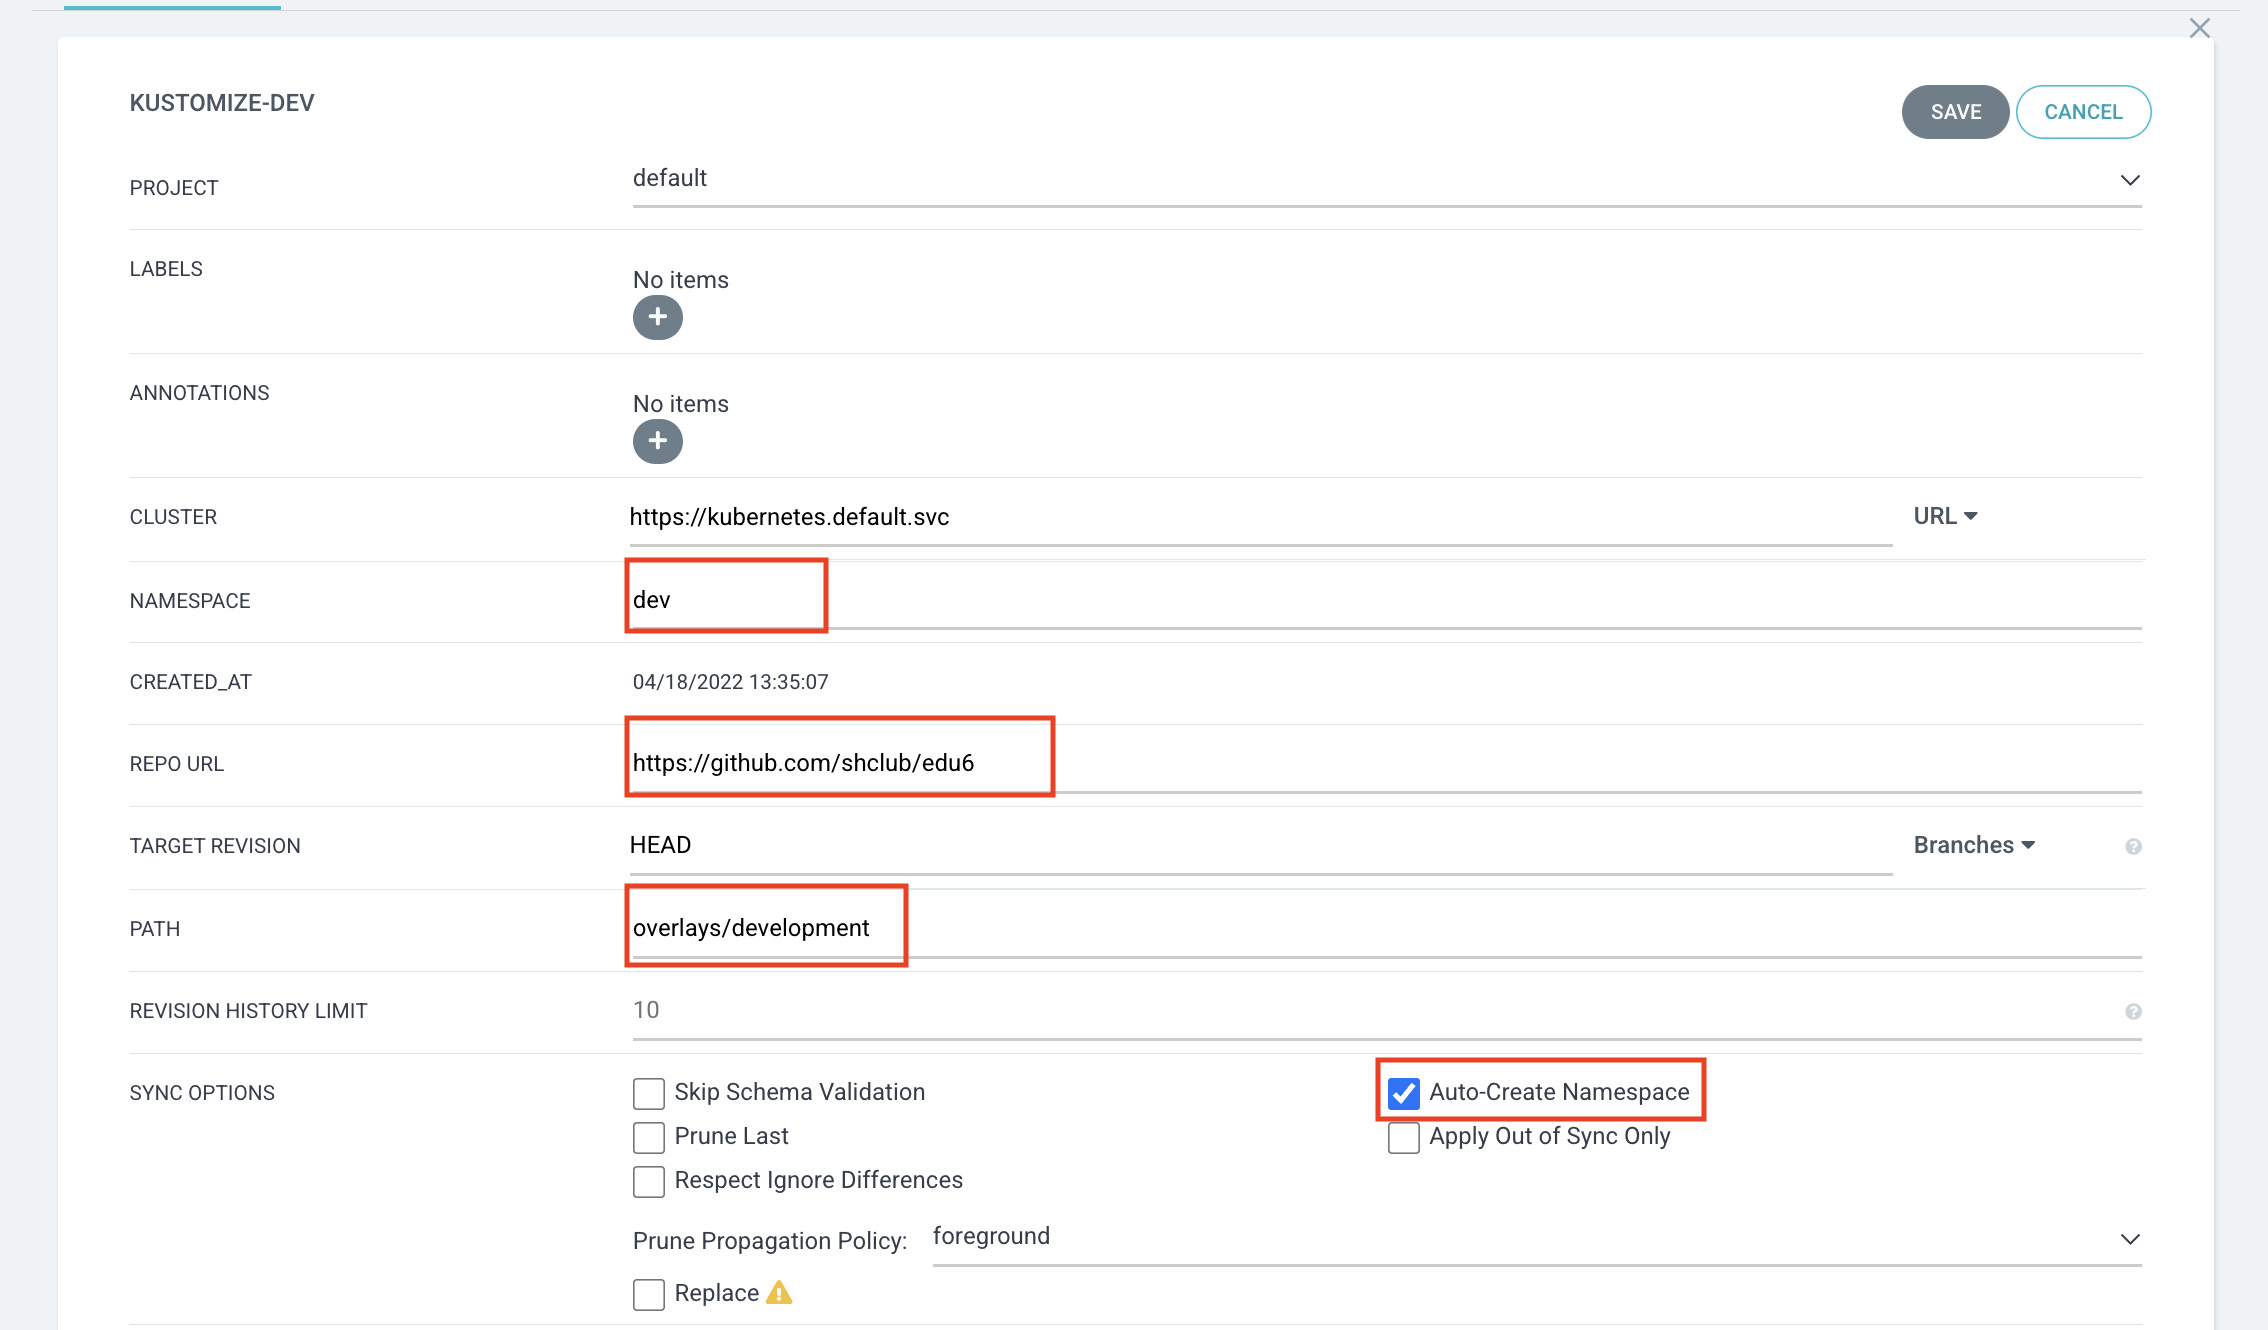 KUSTOMIZE-DEV
SAVE
CANCEL
PROJECT
default
LABELS
No items
+
ANNOTATIONS
No items
+
CLUSTER
https://kubernetes.default.svc
URL
NAMESPACE
dev
CREATED_AT
04/18/2022 13:35:07
REPO URL
https://github.com/shclub/edu6
TARGET REVISION
HEAD
Branches
?
PATH
overlays/development
REVISION HISTORY LIMIT
10
?
SYNC OPTIONS
Skip Schema Validation
Auto-Create Namespace
Prune Last
Apply Out of Sync Only
Respect Ignore Differences
Prune Propagation Policy:
foreground
Replace